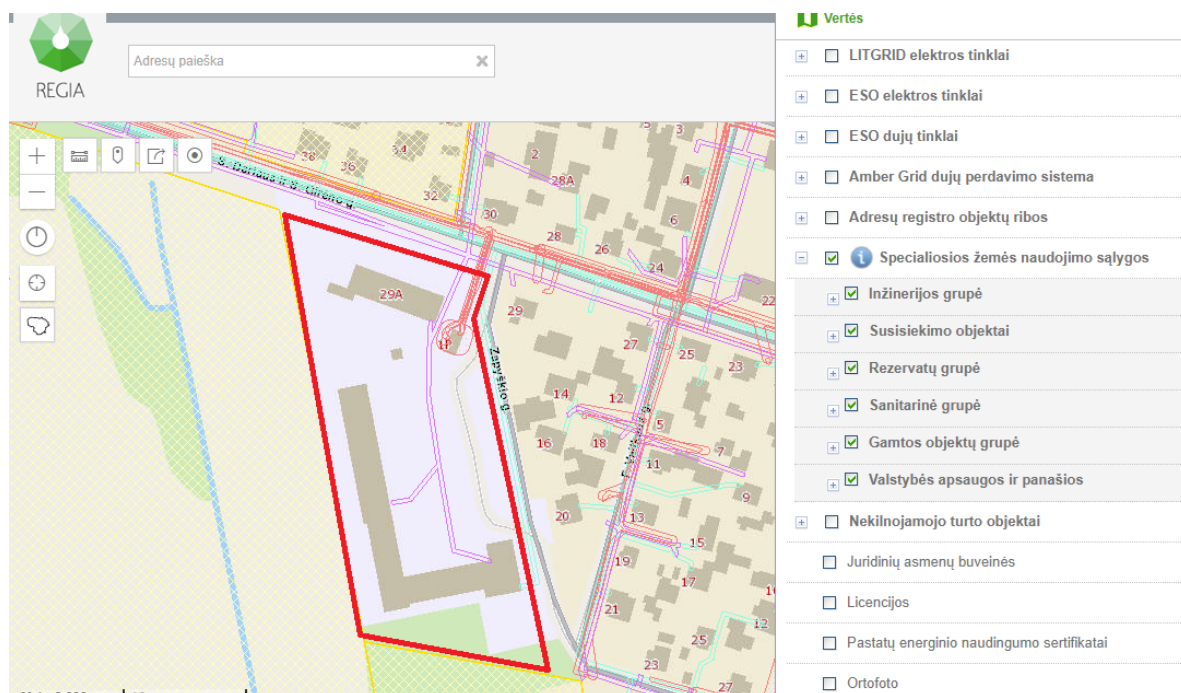 Vertės
LITGRID elektros tinklai
ESO elektros tinklai
ESO dujų tinklai
Amber Grid dujų perdavimo sistema
Adresų registro objektų ribos
Specialiosios žemės naudojimo sąlygos
Inžinerijos grupė
Susisiekimo objektai
Rezervatų grupė
Sanitarinė grupė
Gamtos objektų grupė
Valstybės apsaugos ir panašios
Nekilnojamojo turto objektai
Juridinių asmenų buveinės
Licencijos
Pastatų energinio naudingumo sertifikatai
Ortofoto
REGIA
Adresų paieška
S. Dariaus ir S. Girėno g.
Zapyškio g.
38
36
34
32
30
2
3
28A
4
6
28
26
24
22
29A
29
1P
27
25
23
14
12
16
18
5
7
11
9
20
13
15
19
17
21
25
12
23
27